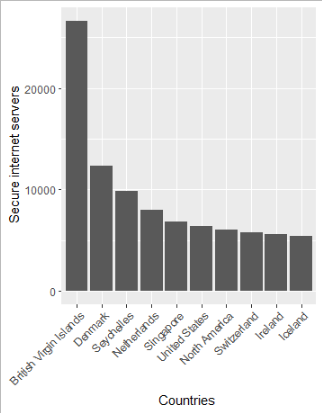 Secure internet servers
20000
10000
0
British Virgin Islands
Denmark
Seychelles
Netherlands
Singapore
United States
North America
Switzerland
Ireland
Iceland
Countries